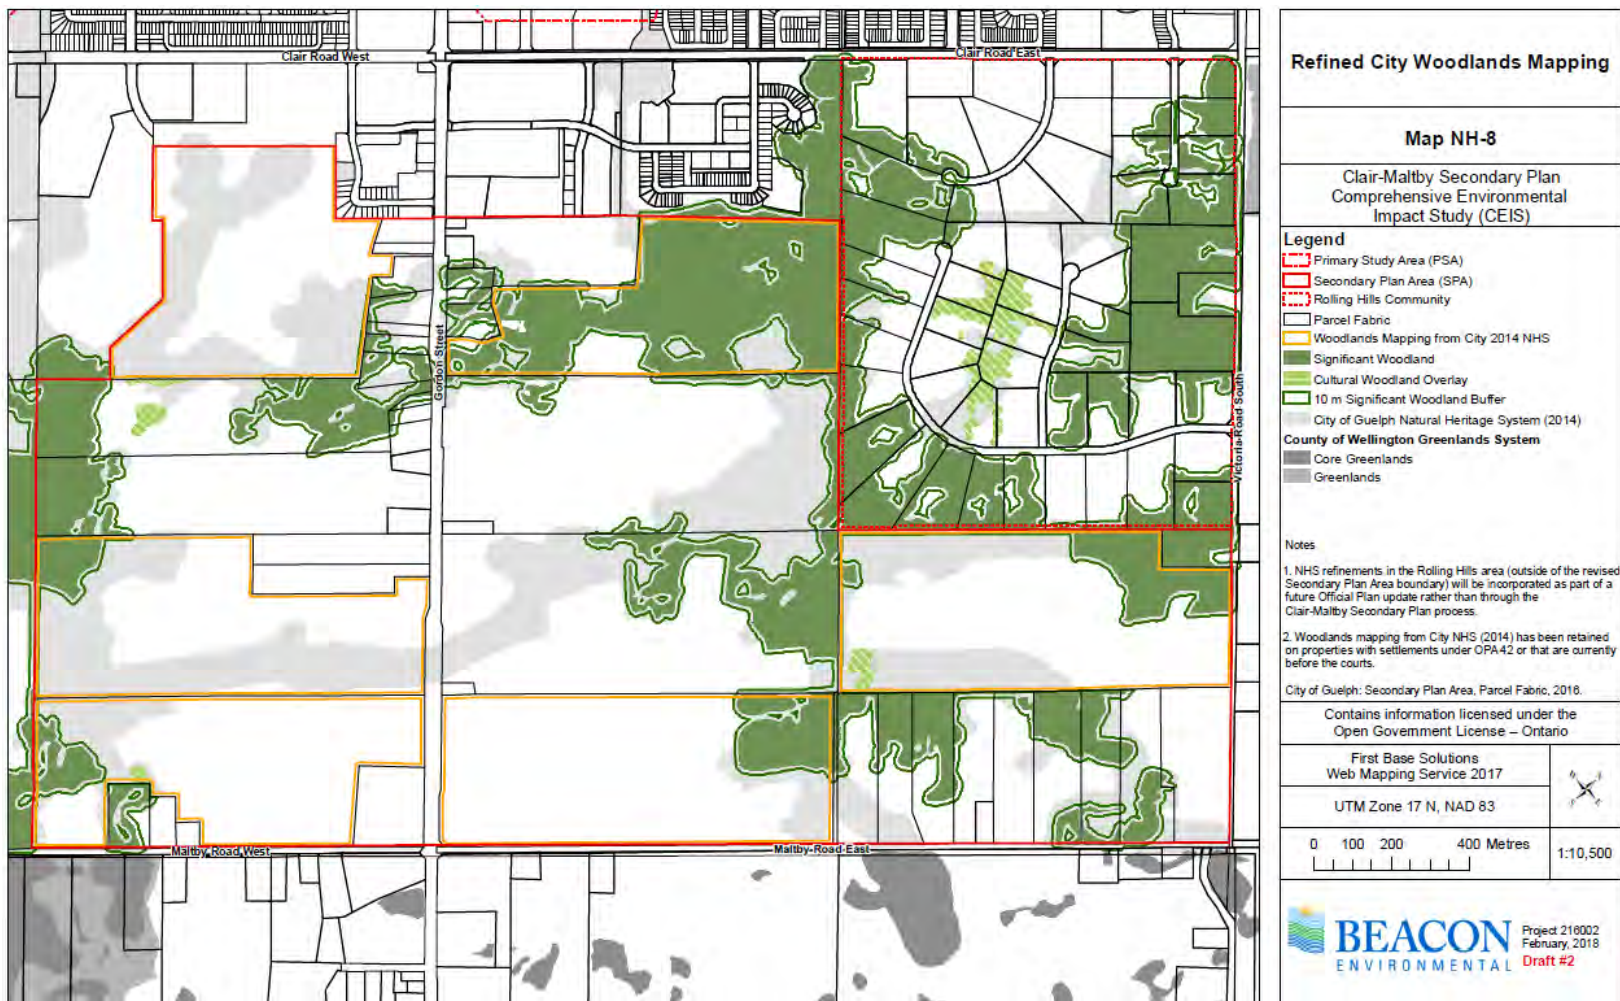 Clair Road West
Clair Road East
Gordon Street
Victoria Road South
Maltby Road West
Maltby Road East
Refined City Woodlands Mapping
Map NH-8
Clair-Maltby Secondary Plan
Comprehensive Environmental
Impact Study (CEIS)
Legend
Primary Study Area (PSA)
Secondary Plan Area (SPA)
Rolling Hills Community
Parcel Fabric
Woodlands Mapping from City 2014 NHS
Significant Woodland
Cultural Woodland Overlay
10 m Significant Woodland Buffer
City of Guelph Natural Heritage System (2014)
County of Wellington Greenlands System
Core Greenlands
Greenlands
Notes
1. NHS refinements in the Rolling Hills area (outside of the revised
Secondary Plan Area boundary) will be incorporated as part of a
future Official Plan update rather than through the
Clair-Maltby Secondary Plan process.
2. Woodlands mapping from City NHS (2014) has been retained
on properties with settlements under OPA 42 or that are currently
before the courts.
City of Guelph: Secondary Plan Area, Parcel Fabric, 2016.
Contains information licensed under the
Open Government License – Ontario
First Base Solutions
Web Mapping Service 2017
UTM Zone 17 N, NAD 83
0 100 200 400 Metres
1:10,500
BEACON
ENVIRONMENTAL
Project 216002
February, 2018
Draft #2